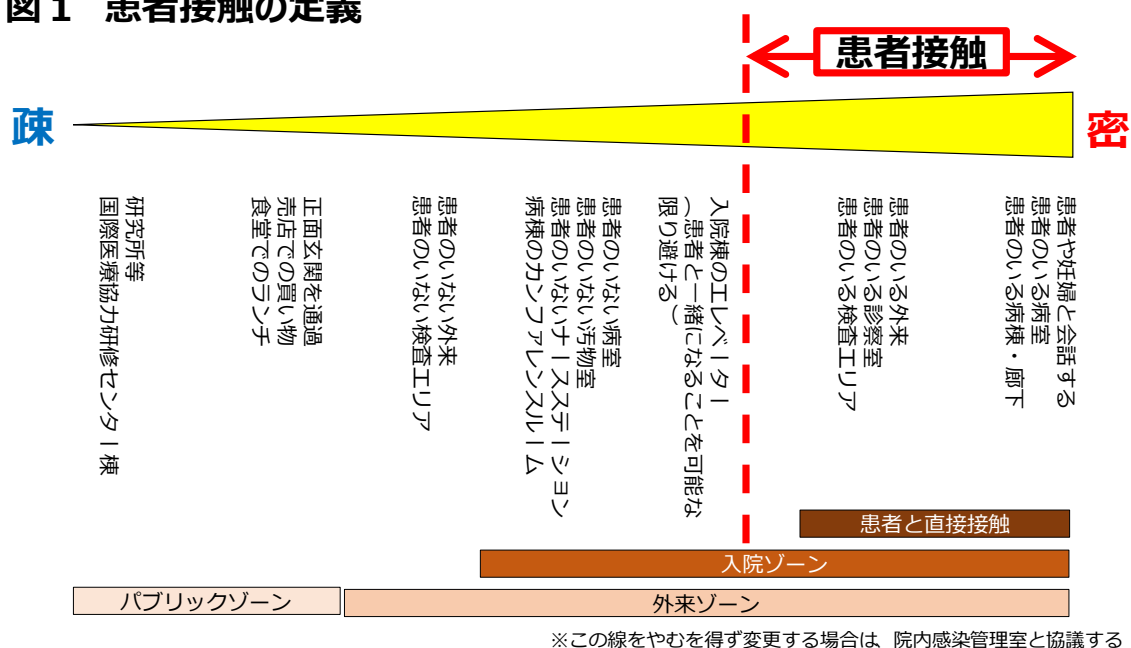 図１ 患者接触の定義
患者接触
疎
密
研究所等
国際医療協力研修センター棟
正面玄関を通過
売店での買い物
食堂でのランチ
患者のいない外来
患者のいない検査エリア
患者のいない病室
患者のいない汚物室
患者のいないナースステーション
病棟のカンファレンスルーム
入院棟のエレベーター
（患者と一緒になることを可能な
限り避ける）
患者のいる外来
患者のいる診察室
患者のいる検査エリア
患者や妊婦と会話する
患者のいる病室
患者のいる病棟・廊下
患者と直接接触
入院ゾーン
パブリックゾーン
外来ゾーン
※この線をやむを得ず変更する場合は、院内感染管理室と協議する